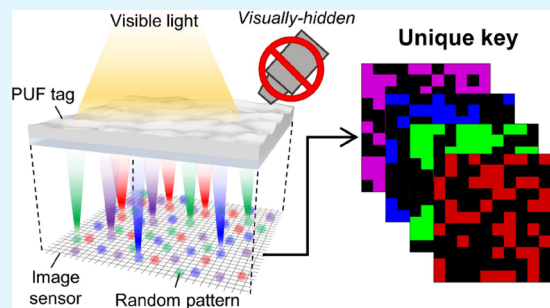 Visible light
Visually-hidden
Unique key
PUF tag
Image
sensor
Random pattern